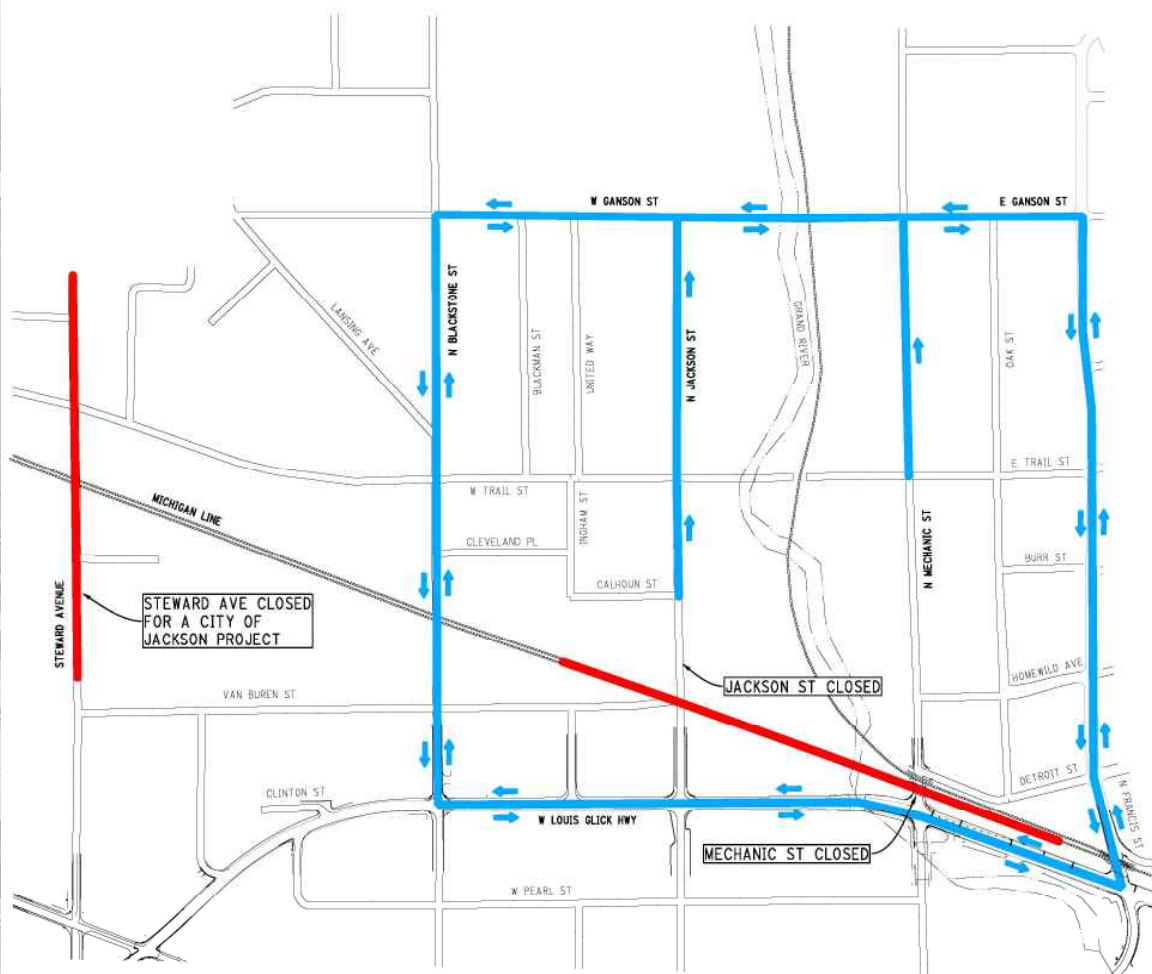 W GANSON ST
E GANSON ST
N BLACKSTONE ST
LANSING AVE
BLACKMAN ST
UNITED WAY
N JACKSON ST
GRAND RIVER
OAK ST
E TRAIL ST
W TRAIL ST
MICHIGAN LINE
INGHAM ST
CLEVELAND PL
N MECHANIC ST
BURR ST
CALHOUN ST
STEWARD AVENUE
STEWARD AVE CLOSED
FOR A CITY OF
JACKSON PROJECT
HOMEWILD AVE
JACKSON ST CLOSED
VAN BUREN ST
DETROIT ST
N FRANCIS ST
CLINTON ST
W LOUIS GLICK HWY
MECHANIC ST CLOSED
W PEARL ST